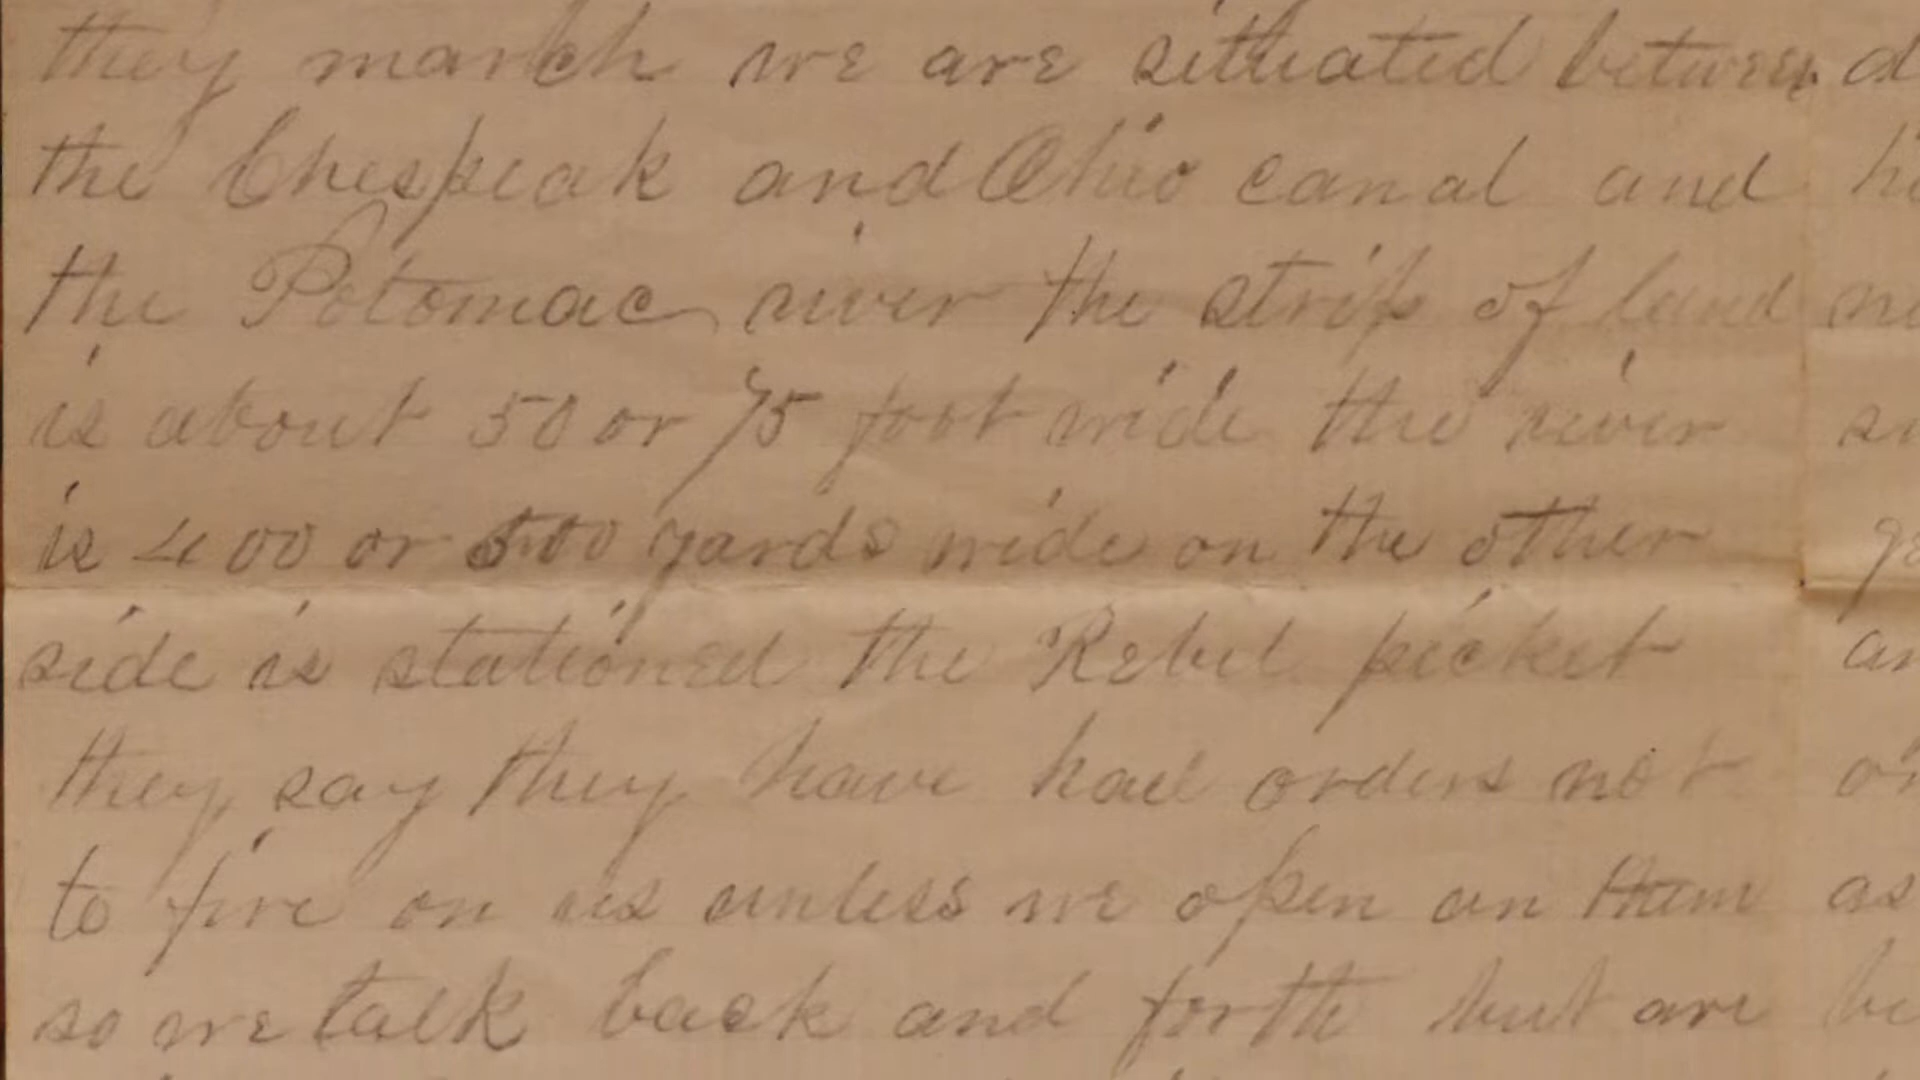 they march we are sittuated between
the Chespeak and Ohio canal and
the Potomac river the strip of land
is about 50 or 75 foot wide the river
is 400 or 500 yards wide on the other
side is stationed the Rebel picket
they say they have had orders not
to fire on us unless we open on them as
so we talk back and forth but are